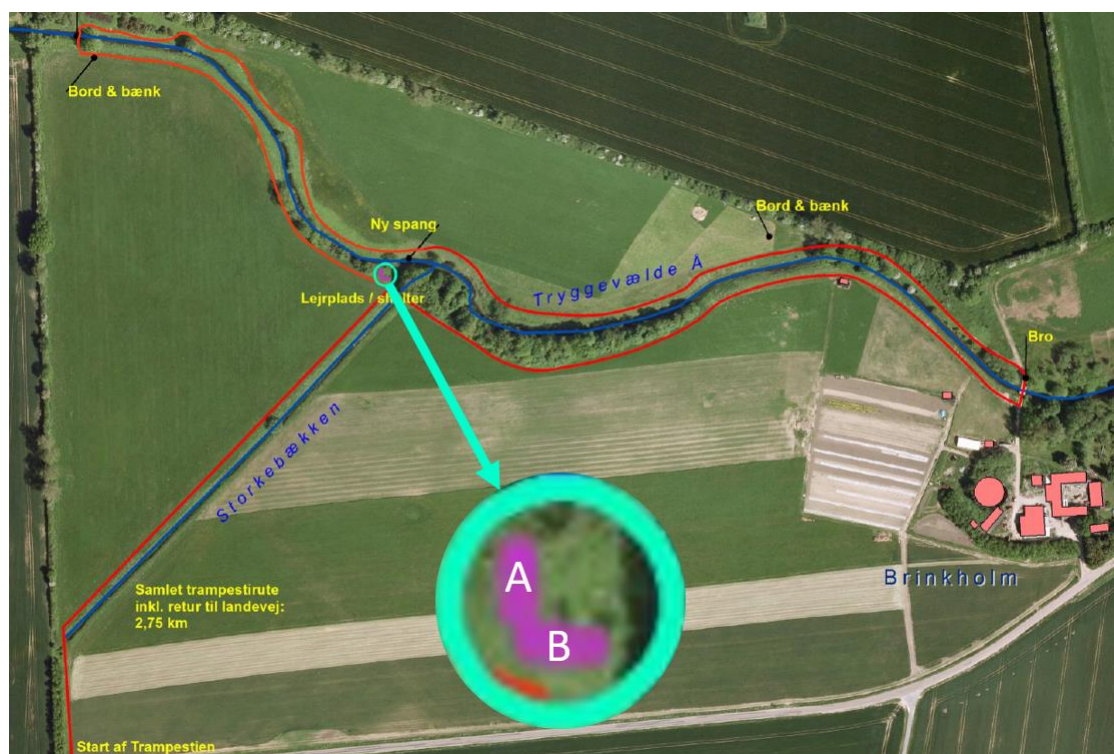 Bord & bænk
Ny spang
Bord & bænk
Tryggevælde Å
Lejrplads / shelter
Bro
Storkebækken
A
B
Brinkholm
Samlet trampestirute
inkl. retur til landevej:
2,75 km
Start af Trampestien